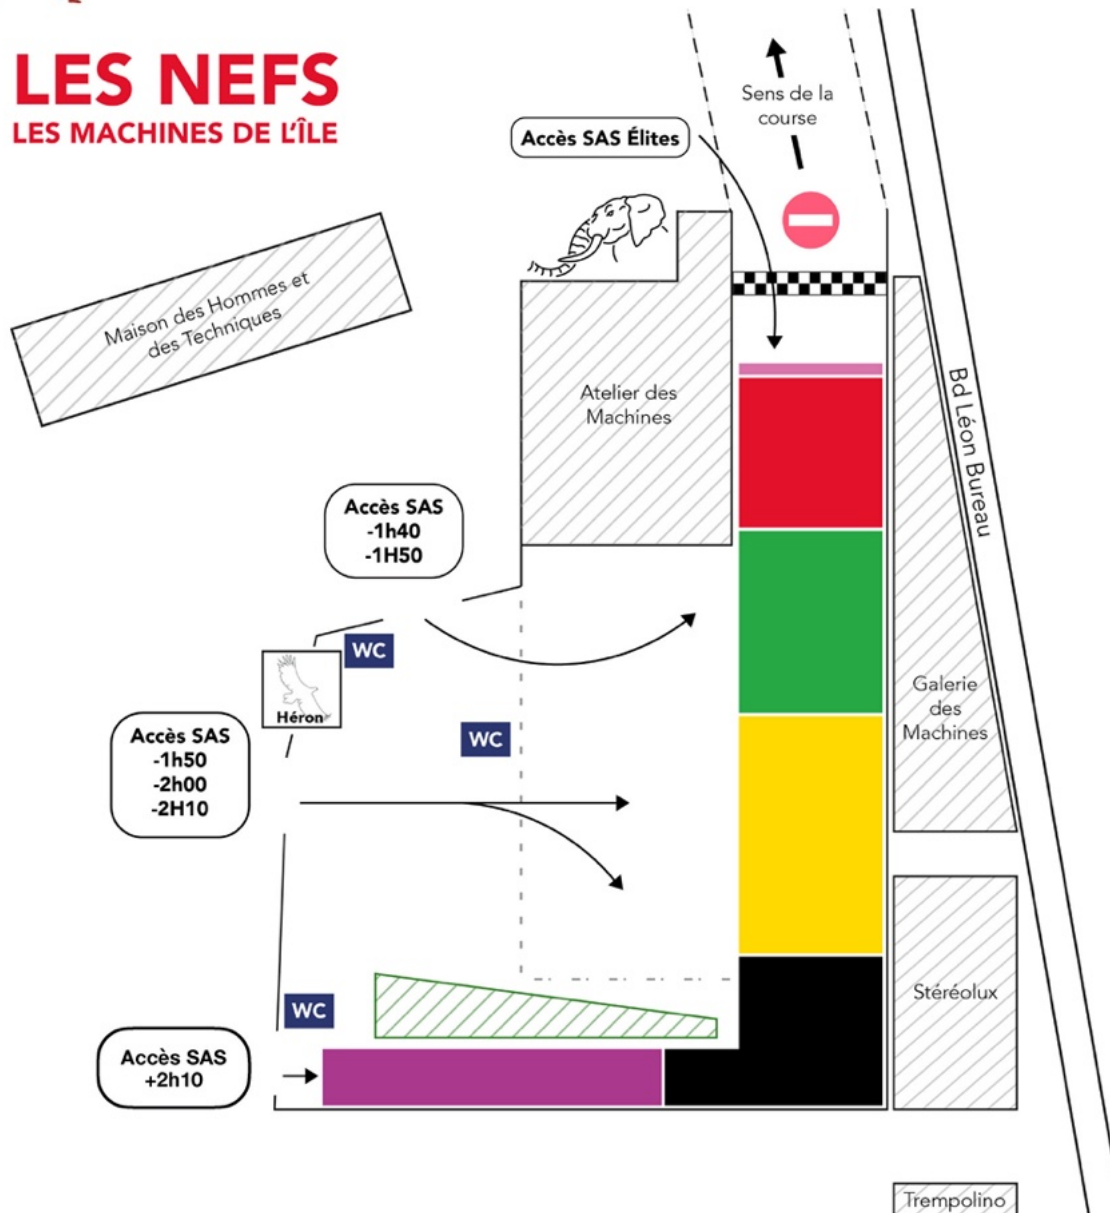 LES NEFS
LES MACHINES DE L'ÎLE
Sens de la
course
Accès SAS Élites
Maison des Hommes et
des Techniques
Atelier des
Machines
Bd Léon Bureau
Accès SAS
-1h40
-1H50
WC
Héron
Galerie
des
Machines
WC
Accès SAS
-1h50
-2h00
-2H10
Stéréolux
WC
Accès SAS
+2h10
Trempolino